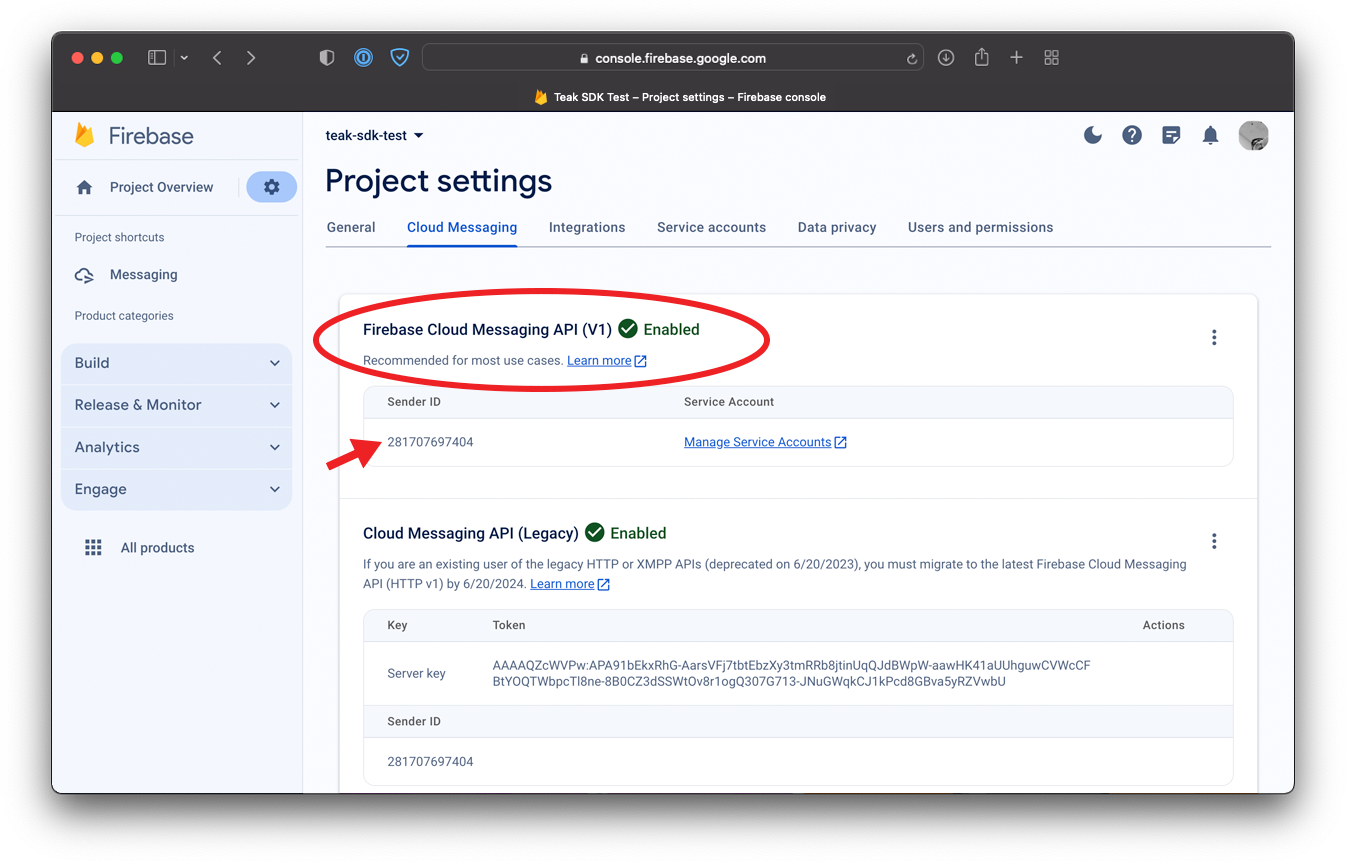 console.firebase.google.com
Teak SDK Test – Project settings – Firebase console
Firebase
teak-sdk-test
Project Overview
Project settings
General Cloud Messaging Integrations Service accounts Data privacy Users and permissions
Project shortcuts
Messaging
Product categories
Build
Release & Monitor
Analytics
Engage
All products
Firebase Cloud Messaging API (V1) Enabled
Recommended for most use cases. Learn more
Sender ID Service Account
281707697404 Manage Service Accounts
Cloud Messaging API (Legacy) Enabled
If you are an existing user of the legacy HTTP or XMPP APIs (deprecated on 6/20/2023), you must migrate to the latest Firebase Cloud Messaging
API (HTTP v1) by 6/20/2024. Learn more
Key Token Actions
Server key
AAAAQZcWVPw:APA91bEkxRhG-AarsVFj7tbtEbzXy3tmRRb8jtinUqQJdBWpW-aawHK41aUUhguwCVWcCF
BtYOQTWbpcTl8ne-8B0CZ3dSSWtOv8r1ogQ307G713-JNuGWqkCJ1kPcd8GBva5yRZVwbU
Sender ID
281707697404